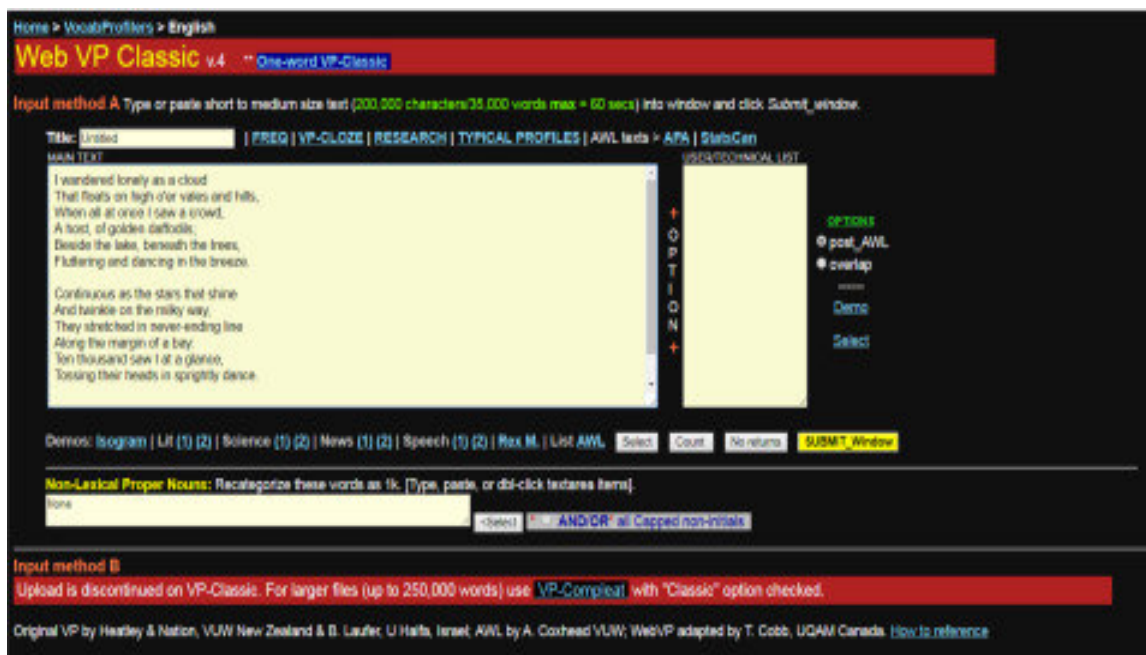 Home > VocabProfilers > English
Web VP Classic v.4 ** One-word VP-Classic
Input method A Type or paste short to medium size text (200,000 characters/35,000 words max = 60 secs) into window and click Submit_window.
Title: Untitled | FREQ | VP-CLOZE | RESEARCH | TYPICAL PROFILES | AWL texts > APA | StatsCan
MAIN TEXT USER/TECHNICAL LIST
I wandered lonely as a cloud
That floats on high o'er vales and hills,
When all at once I saw a crowd,
A host, of golden daffodils;
Beside the lake, beneath the trees,
Fluttering and dancing in the breeze.
Continuous as the stars that shine
And twinkle on the milky way,
They stretched in never-ending line
Along the margin of a bay:
Ten thousand saw I at a glance,
Tossing their heads in sprightly dance.
+ OPTION +
OPTIONS
post_AWL
overlap
-----
Demo
Select
Demos: Isogram | Lit (1) (2) | Science (1) (2) | News (1) (2) | Speech (1) (2) | Rex M. | List AWL Select Count No returns SUBMIT_Window
Non-Lexical Proper Nouns: Recategorize these words as 1k. [Type, paste, or dbl-click textarea items].
None
<Select * AND/OR* all Capped non-initials
Input method B
Upload is discontinued on VP-Classic. For larger files (up to 250,000 words) use VP-Compleat with "Classic" option checked.
Original VP by Heatley & Nation, VUW New Zealand & B. Laufer, U Haifa, Israel; AWL by A. Coxhead VUW; WebVP adapted by T. Cobb, UQAM Canada. How to reference